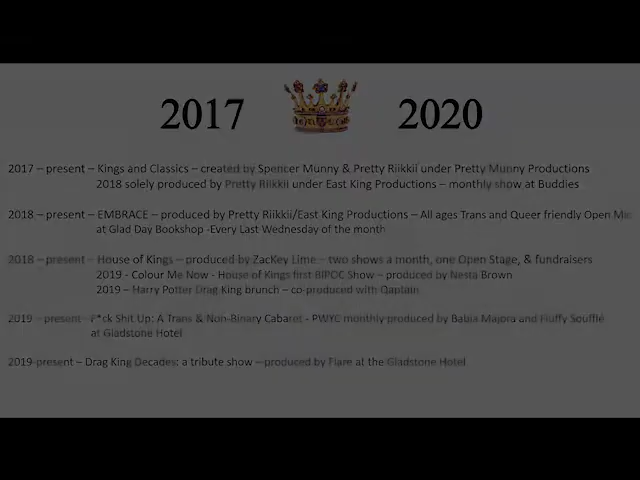 2017 2020
2017 – present – Kings and Classics – created by Spencer Munny & Pretty Riikkii under Pretty Munny Productions
2018 solely produced by Pretty Riikkii under East King Productions – monthly show at Buddies
2018 – present – EMBRACE – produced by Pretty Riikkii/East King Productions – All ages Trans and Queer friendly Open Mic
at Glad Day Bookshop -Every Last Wednesday of the month
2018 – present – House of Kings – produced by ZacKey Lime – two shows a month, one Open Stage, & fundraisers
2019 - Colour Me Now - House of Kings first BIPOC Show – produced by Nesta Brown
2019 – Harry Potter Drag King brunch – co-produced with Qaptain
2019 – present - F*ck Shit Up: A Trans & Non-Binary Cabaret - PWYC monthly produced by Babia Majora and Fluffy Soufflé
at Gladstone Hotel
2019-present – Drag King Decades: a tribute show – produced by Flare at the Gladstone Hotel